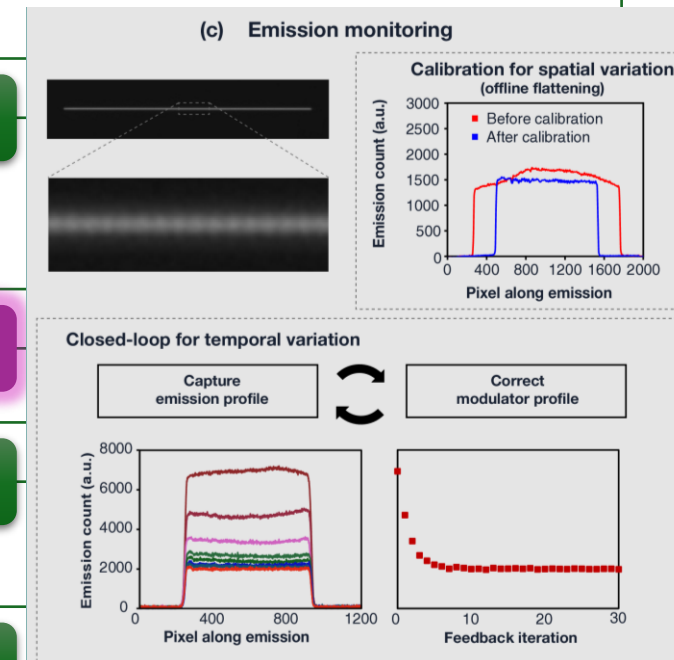 (c) Emission monitoring
Calibration for spatial variation
(offline flattening)
Emission count (a.u.)
3000
2500
2000
1500
1000
500
0
Before calibration
After calibration
0 400 800 1200 1600 2000
Pixel along emission
Closed-loop for temporal variation
Capture
emission profile
Correct
modulator profile
Emission count (a.u.)
8000
6000
4000
2000
0
0 400 800 1200
Pixel along emission
0 10 20 30
Feedback iteration